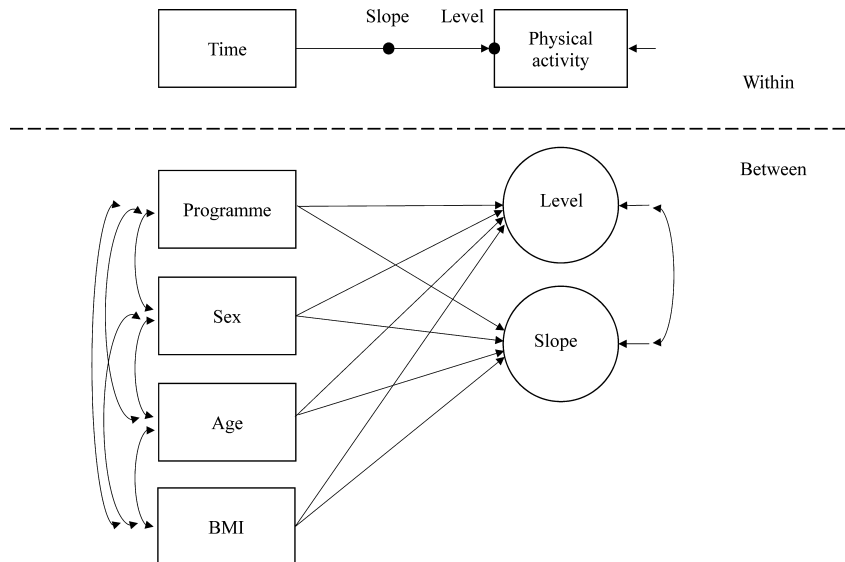 Slope
Level
Time
Physical
activity
Within
Between
Programme
Level
Sex
Slope
Age
BMI